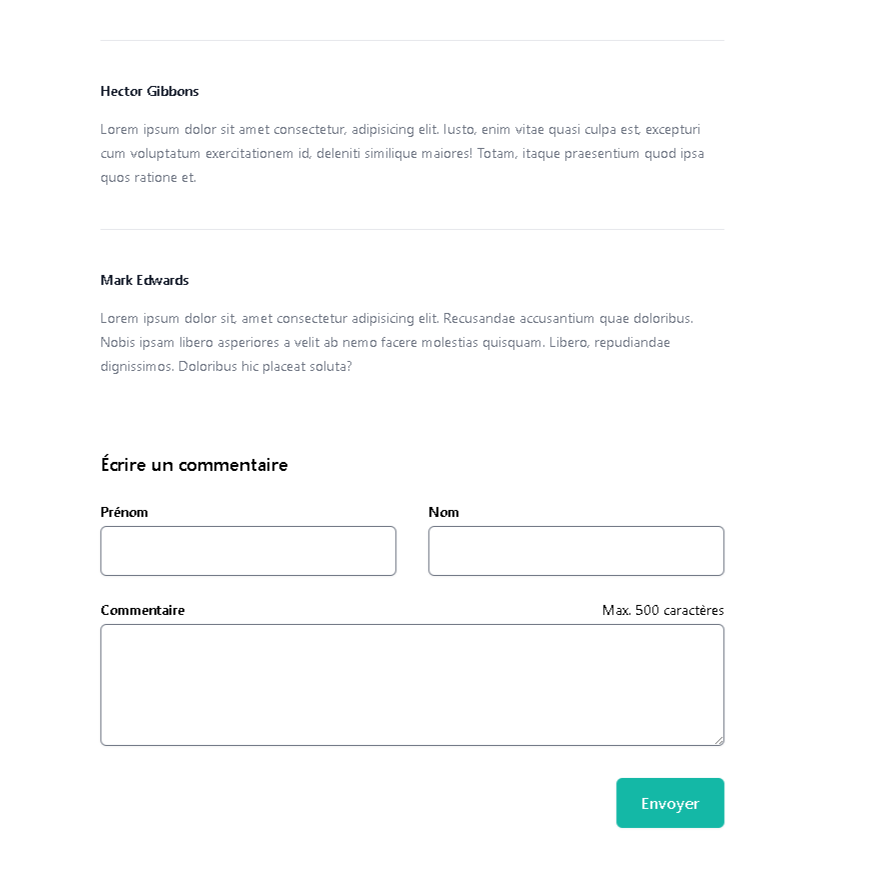 Hector Gibbons
Lorem ipsum dolor sit amet consectetur, adipisicing elit. Iusto, enim vitae quasi culpa est, excepturi
cum voluptatum exercitationem id, deleniti similique maiores! Totam, itaque praesentium quod ipsa
quos ratione et.
Mark Edwards
Lorem ipsum dolor sit, amet consectetur adipisicing elit. Recusandae accusantium quae doloribus.
Nobis ipsam libero asperiores a velit ab nemo facere molestias quisquam. Libero, repudiandae
dignissimos. Doloribus hic placeat soluta?
Écrire un commentaire
Prénom
Nom
Commentaire
Max. 500 caractères
Envoyer